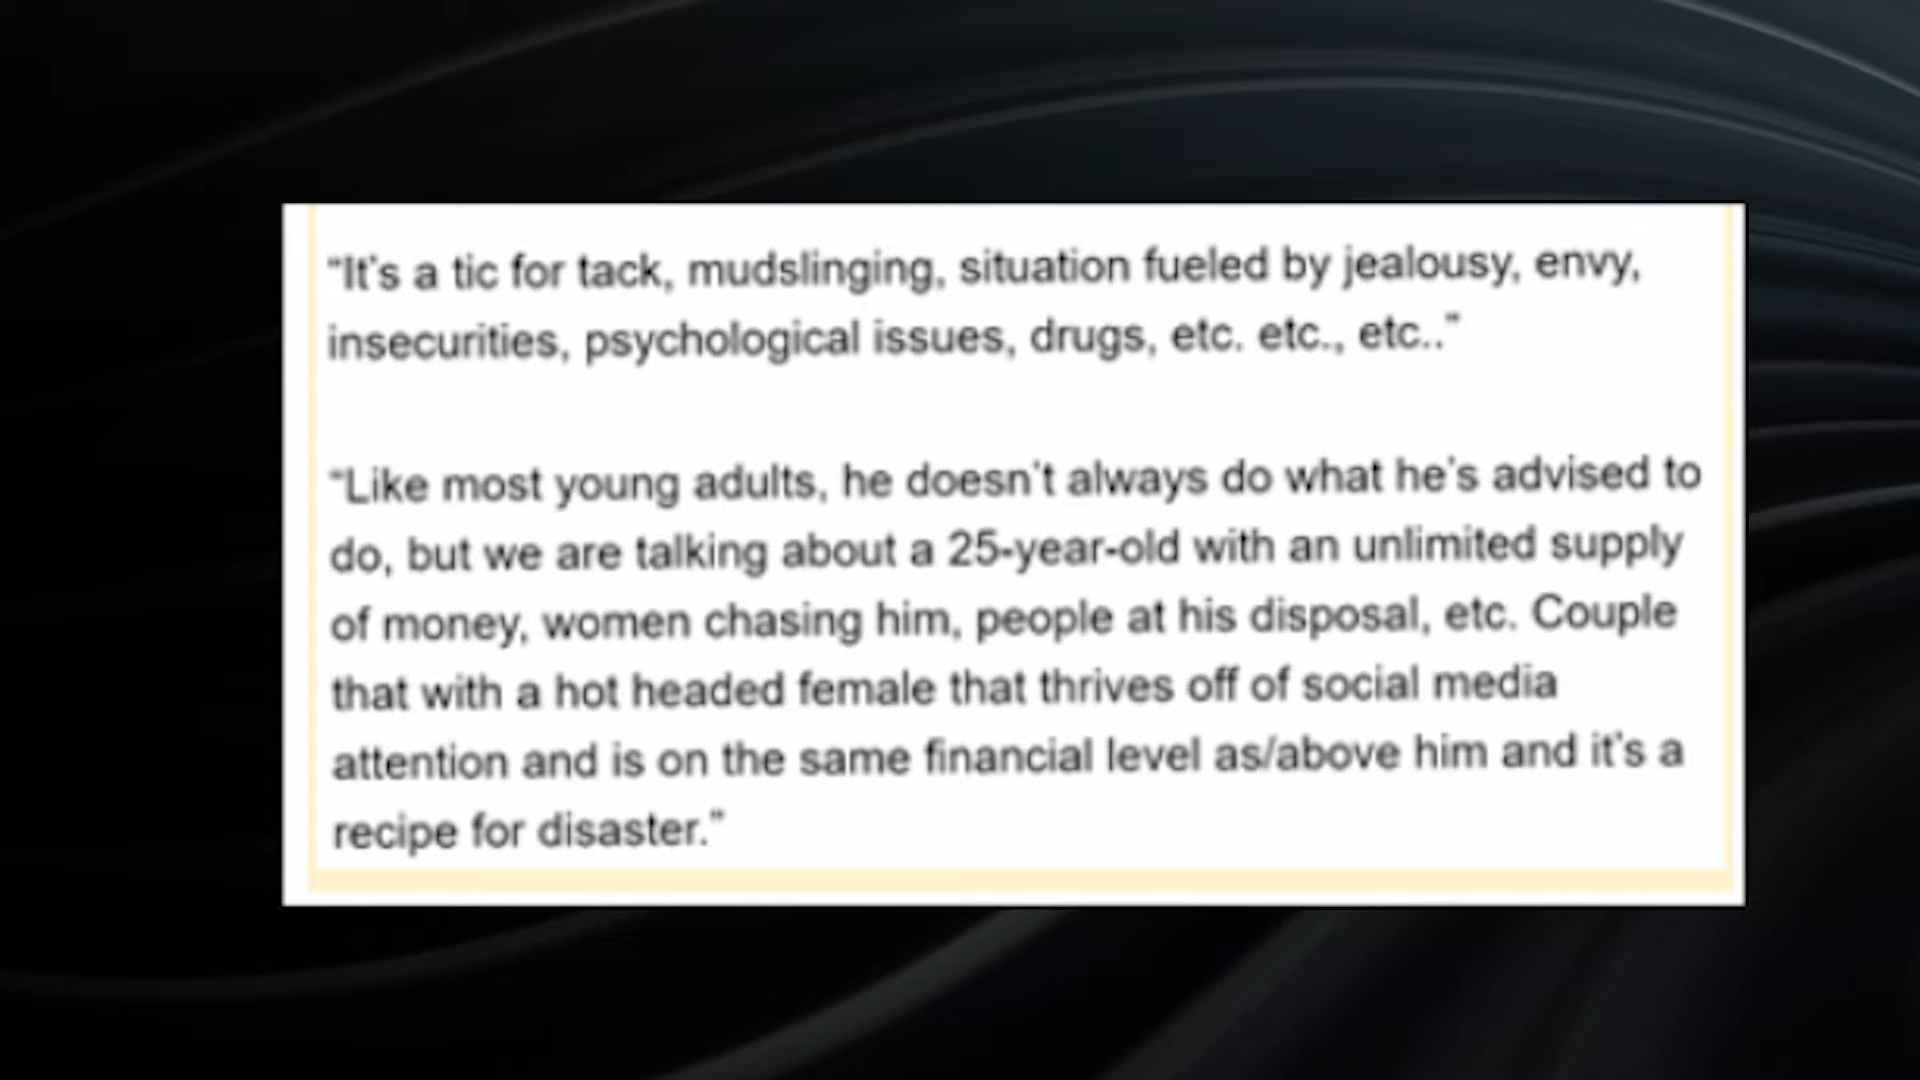 “It’s a tic for tack, mudslinging, situation fueled by jealousy, envy,
insecurities, psychological issues, drugs, etc. etc., etc..”
“Like most young adults, he doesn’t always do what he’s advised to
do, but we are talking about a 25-year-old with an unlimited supply
of money, women chasing him, people at his disposal, etc. Couple
that with a hot headed female that thrives off of social media
attention and is on the same financial level as/above him and it’s a
recipe for disaster.”